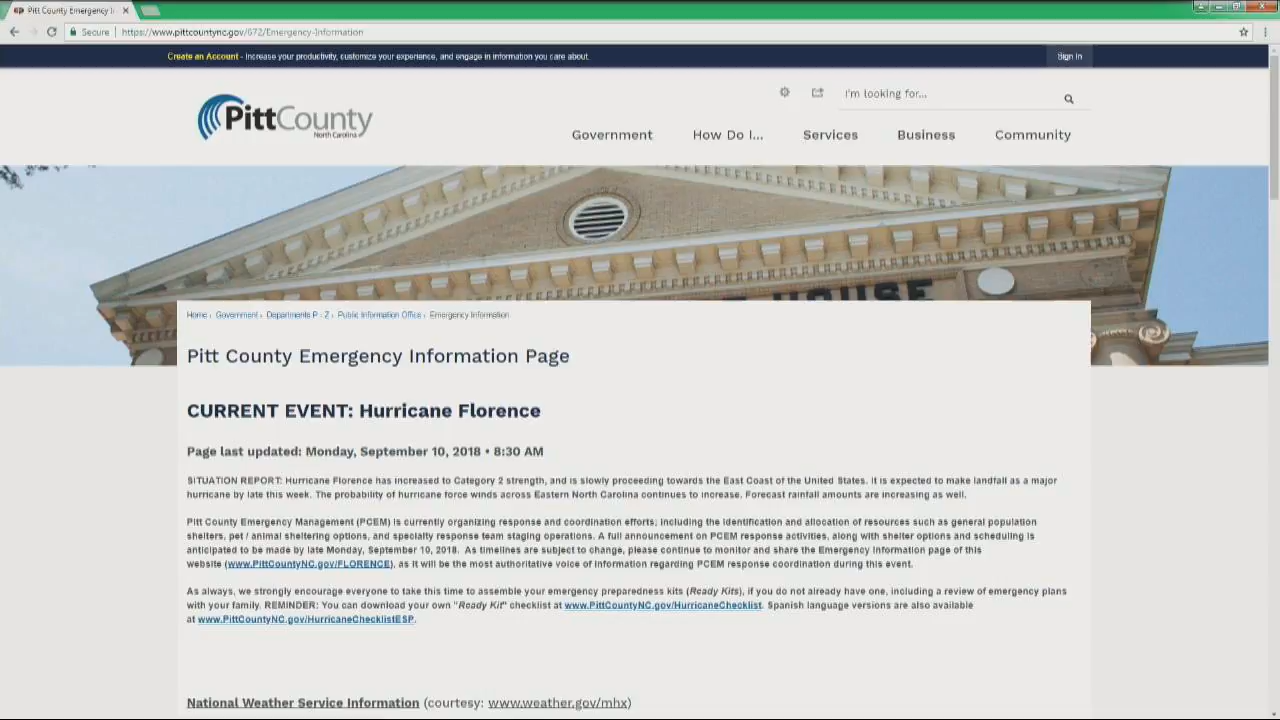 Pitt County Emergency I
Secure https://www.pittcountync.gov/672/Emergency-Information
Create an Account - Increase your productivity, customize your experience, and engage in information you care about.
Sign In
PittCounty
North Carolina
I'm looking for...
Government How Do I... Services Business Community
HOUSE
Home › Government › Departments P - Z › Public Information Office › Emergency Information
Pitt County Emergency Information Page
CURRENT EVENT: Hurricane Florence
Page last updated: Monday, September 10, 2018 • 8:30 AM
SITUATION REPORT: Hurricane Florence has increased to Category 2 strength, and is slowly proceeding towards the East Coast of the United States. It is expected to make landfall as a major
hurricane by late this week. The probability of hurricane force winds across Eastern North Carolina continues to increase. Forecast rainfall amounts are increasing as well.
Pitt County Emergency Management (PCEM) is currently organizing response and coordination efforts; including the identification and allocation of resources such as general population
shelters, pet / animal sheltering options, and specialty response team staging operations. A full announcement on PCEM response activities, along with shelter options and scheduling is
anticipated to be made by late Monday, September 10, 2018. As timelines are subject to change, please continue to monitor and share the Emergency Information page of this
website (www.PittCountyNC.gov/FLORENCE), as it will be the most authoritative voice of information regarding PCEM response coordination during this event.
As always, we strongly encourage everyone to take this time to assemble your emergency preparedness kits (Ready Kits), if you do not already have one, including a review of emergency plans
with your family. REMINDER: You can download your own "Ready Kit" checklist at www.PittCountyNC.gov/HurricaneChecklist. Spanish language versions are also available
at www.PittCountyNC.gov/HurricaneChecklistESP.
National Weather Service Information (courtesy: www.weather.gov/mhx)